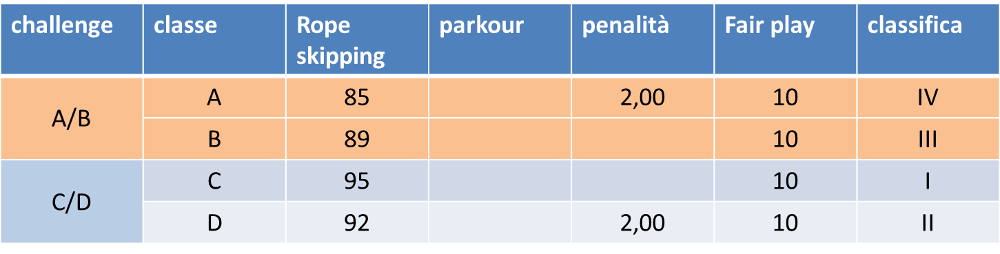 challenge classe Rope skipping parkour penalità Fair play classifica
A/B A 85 2,00 10 IV
B 89 10 III
C/D C 95 10 I
D 92 2,00 10 II